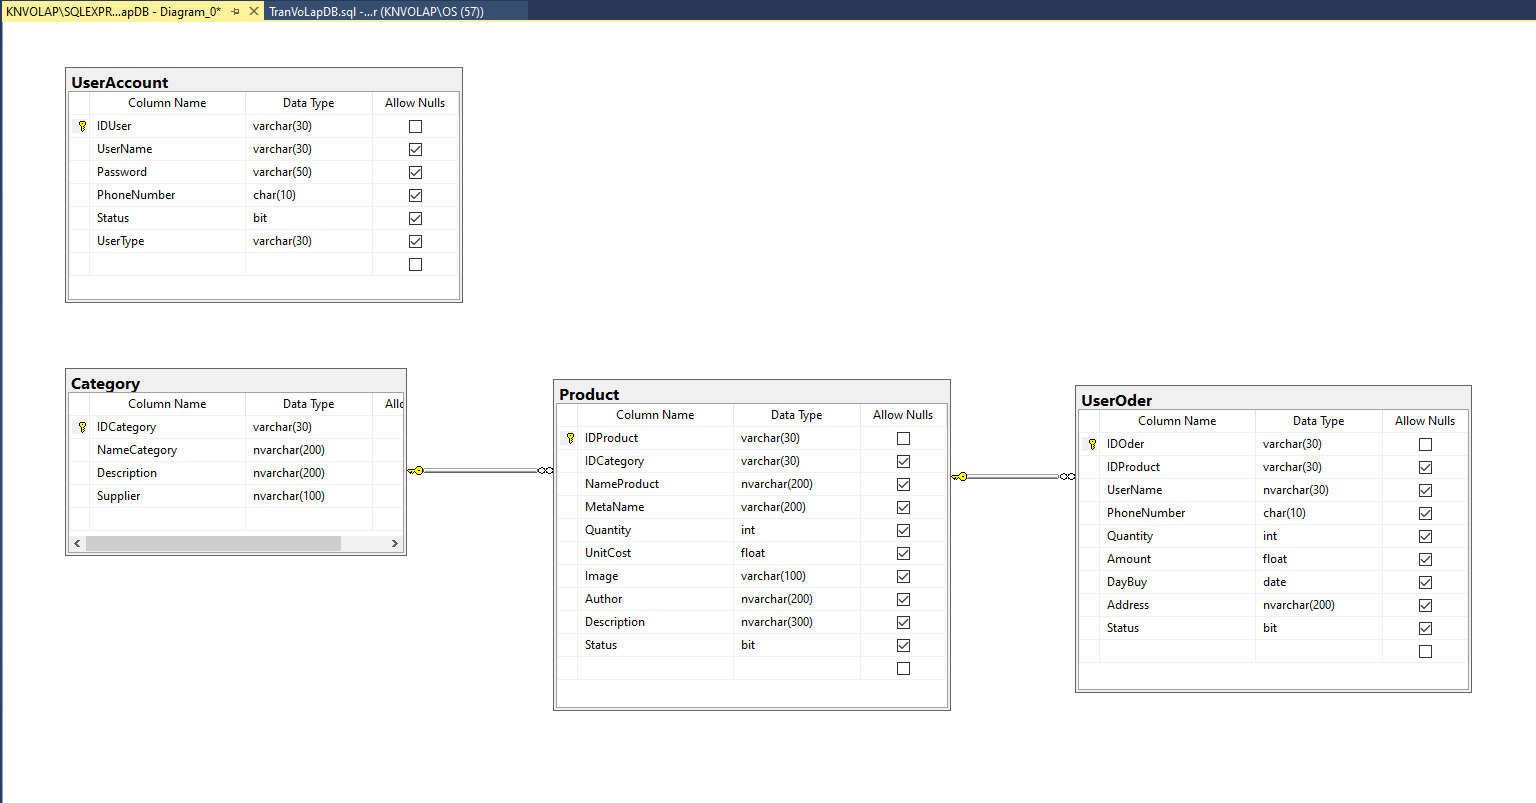 KNVOLAP\SQLEXPR...apDB - Diagram_0* TranVoLapDB.sql -...r (KNVOLAP\OS (57))
UserAccount
Column Name Data Type Allow Nulls
IDUser varchar(30)
UserName varchar(30)
Password varchar(50)
PhoneNumber char(10)
Status bit
UserType varchar(30)
Category
Column Name Data Type Allo
IDCategory varchar(30)
NameCategory nvarchar(200)
Description nvarchar(200)
Supplier nvarchar(100)
Product
Column Name Data Type Allow Nulls
IDProduct varchar(30)
IDCategory varchar(30)
NameProduct nvarchar(200)
MetaName varchar(200)
Quantity int
UnitCost float
Image varchar(100)
Author nvarchar(200)
Description nvarchar(300)
Status bit
UserOder
Column Name Data Type Allow Nulls
IDOder varchar(30)
IDProduct varchar(30)
UserName nvarchar(30)
PhoneNumber char(10)
Quantity int
Amount float
DayBuy date
Address nvarchar(200)
Status bit